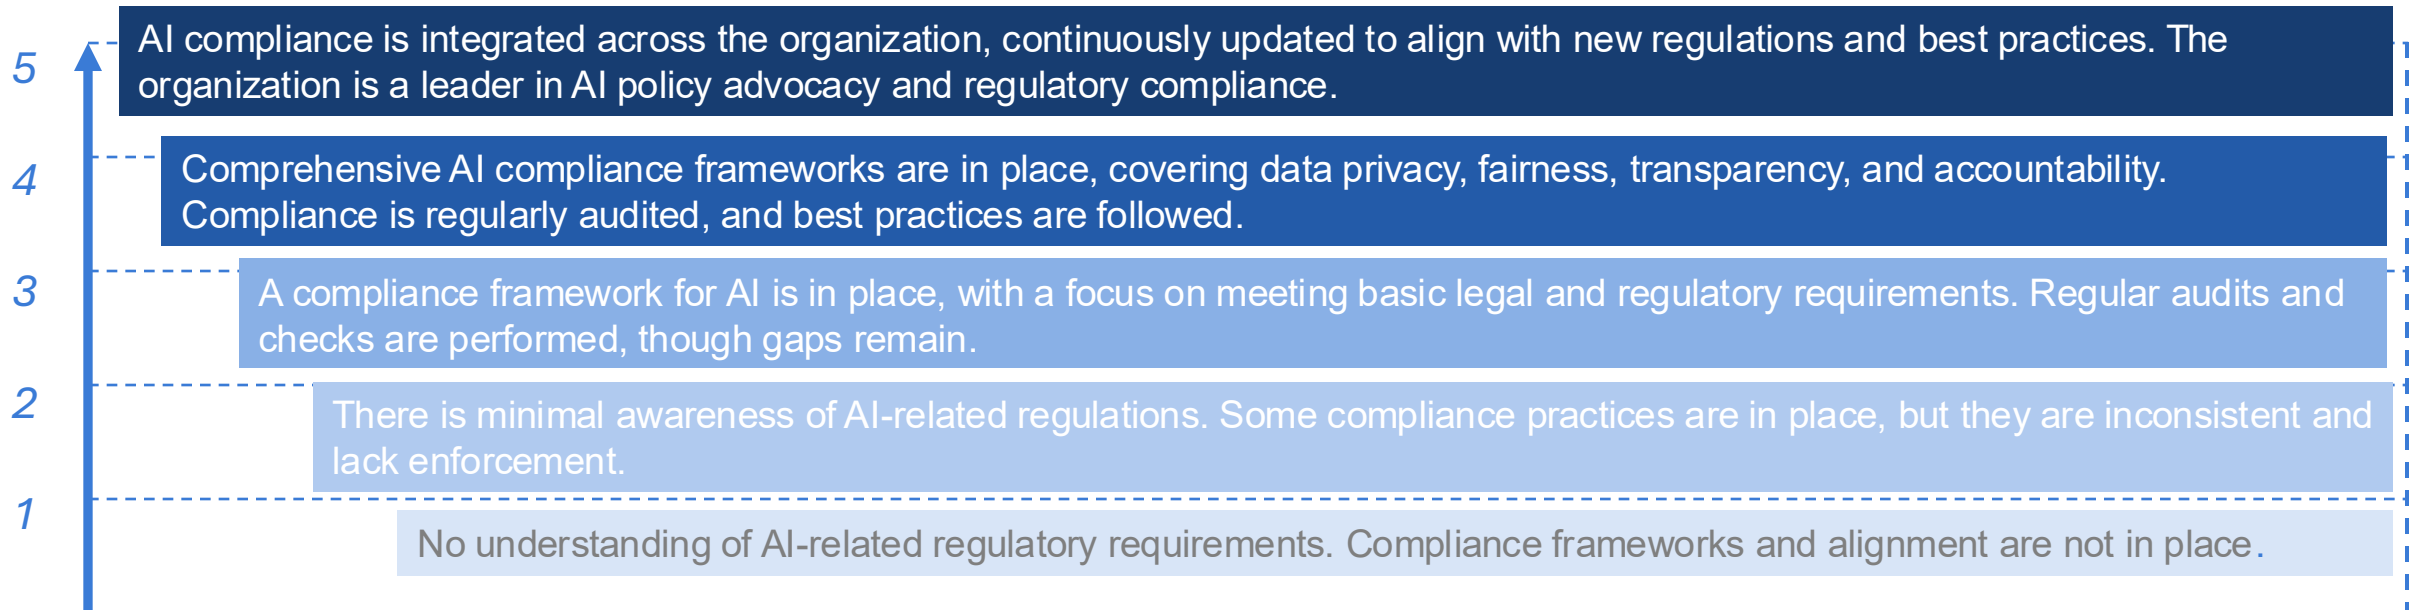 5
AI compliance is integrated across the organization, continuously updated to align with new regulations and best practices. The
organization is a leader in AI policy advocacy and regulatory compliance.
4
Comprehensive AI compliance frameworks are in place, covering data privacy, fairness, transparency, and accountability.
Compliance is regularly audited, and best practices are followed.
3
A compliance framework for AI is in place, with a focus on meeting basic legal and regulatory requirements. Regular audits and
checks are performed, though gaps remain.
2
There is minimal awareness of AI-related regulations. Some compliance practices are in place, but they are inconsistent and
lack enforcement.
1
No understanding of AI-related regulatory requirements. Compliance frameworks and alignment are not in place.